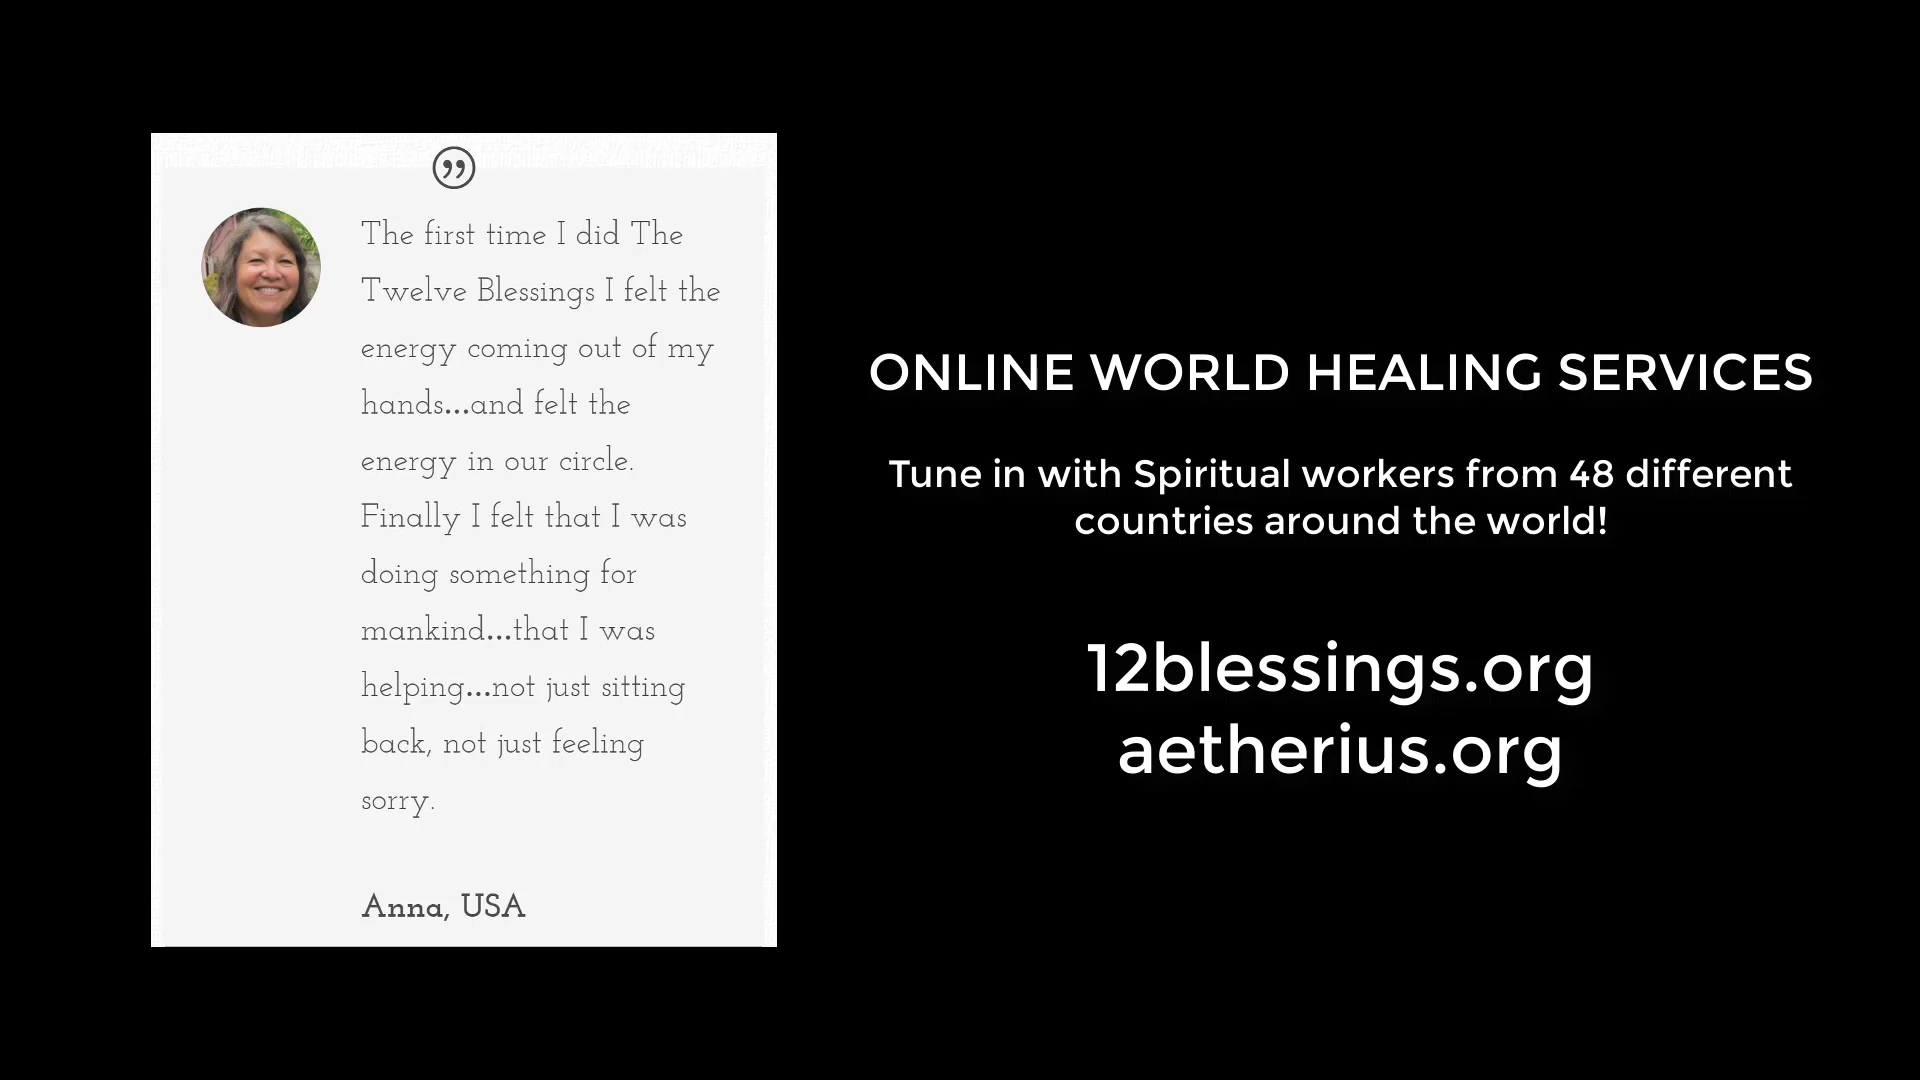 ”
The first time I did The
Twelve Blessings I felt the
energy coming out of my
hands...and felt the
energy in our circle.
Finally I felt that I was
doing something for
mankind...that I was
helping...not just sitting
back, not just feeling
sorry.
Anna, USA
ONLINE WORLD HEALING SERVICES
Tune in with Spiritual workers from 48 different
countries around the world!
12blessings.org
aetherius.org